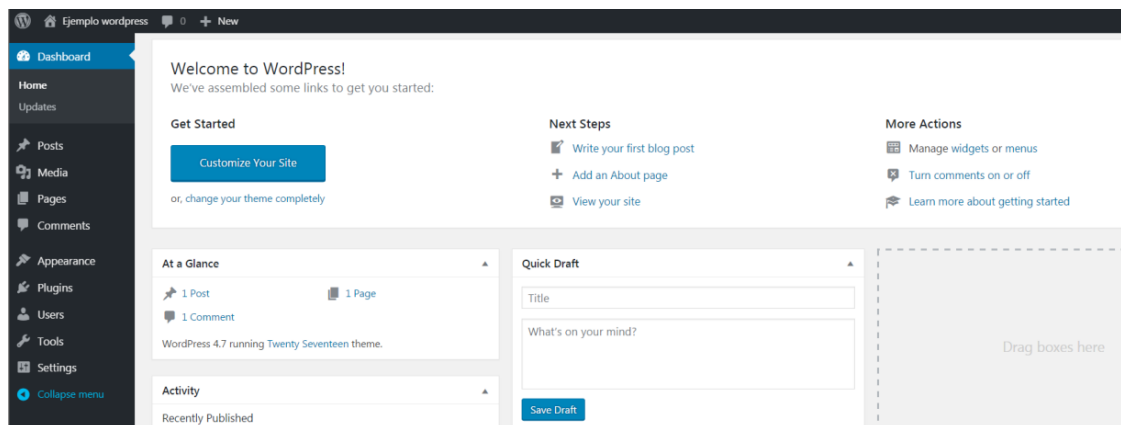 Ejemplo wordpress 0 New
Dashboard
Home
Updates
Posts
Media
Pages
Comments
Appearance
Plugins
Users
Tools
Settings
Collapse menu
Welcome to WordPress!
We've assembled some links to get you started:
Get Started
Customize Your Site
or, change your theme completely
Next Steps
Write your first blog post
Add an About page
View your site
More Actions
Manage widgets or menus
Turn comments on or off
Learn more about getting started
At a Glance
1 Post
1 Page
1 Comment
WordPress 4.7 running Twenty Seventeen theme.
Activity
Recently Published
Quick Draft
Title
What's on your mind?
Save Draft
Drag boxes here